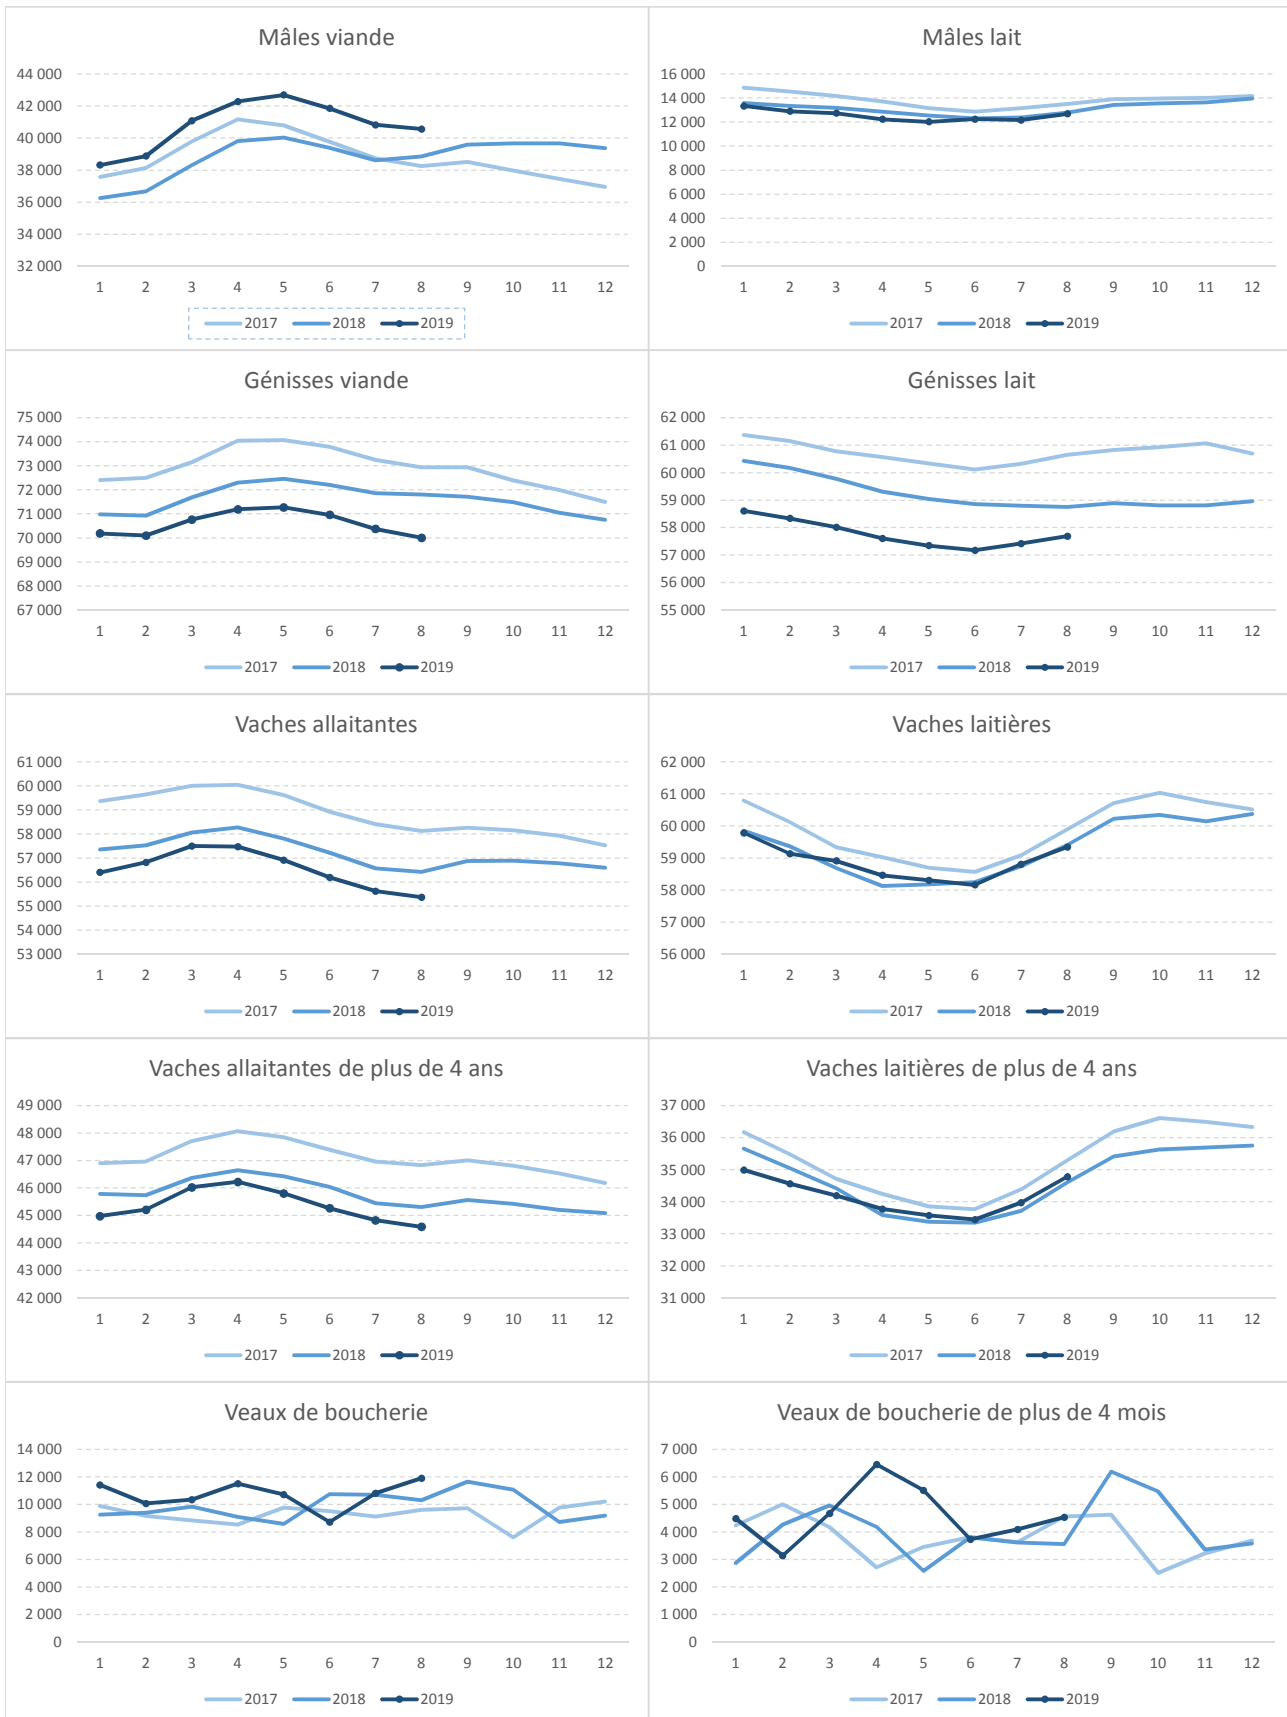 Mâles viande
44 000
42 000
40 000
38 000
36 000
34 000
32 000
1 2 3 4 5 6 7 8 9 10 11 12
2017 2018 2019
Mâles lait
16 000
14 000
12 000
10 000
8 000
6 000
4 000
2 000
0
1 2 3 4 5 6 7 8 9 10 11 12
2017 2018 2019
Génisses viande
75 000
74 000
73 000
72 000
71 000
70 000
69 000
68 000
67 000
1 2 3 4 5 6 7 8 9 10 11 12
2017 2018 2019
Génisses lait
62 000
61 000
60 000
59 000
58 000
57 000
56 000
55 000
1 2 3 4 5 6 7 8 9 10 11 12
2017 2018 2019
Vaches allaitantes
61 000
60 000
59 000
58 000
57 000
56 000
55 000
54 000
53 000
1 2 3 4 5 6 7 8 9 10 11 12
2017 2018 2019
Vaches laitières
62 000
61 000
60 000
59 000
58 000
57 000
56 000
1 2 3 4 5 6 7 8 9 10 11 12
2017 2018 2019
Vaches allaitantes de plus de 4 ans
49 000
48 000
47 000
46 000
45 000
44 000
43 000
42 000
1 2 3 4 5 6 7 8 9 10 11 12
2017 2018 2019
Vaches laitières de plus de 4 ans
37 000
36 000
35 000
34 000
33 000
32 000
31 000
1 2 3 4 5 6 7 8 9 10 11 12
2017 2018 2019
Veaux de boucherie
14 000
12 000
10 000
8 000
6 000
4 000
2 000
0
1 2 3 4 5 6 7 8 9 10 11 12
2017 2018 2019
Veaux de boucherie de plus de 4 mois
7 000
6 000
5 000
4 000
3 000
2 000
1 000
0
1 2 3 4 5 6 7 8 9 10 11 12
2017 2018 2019